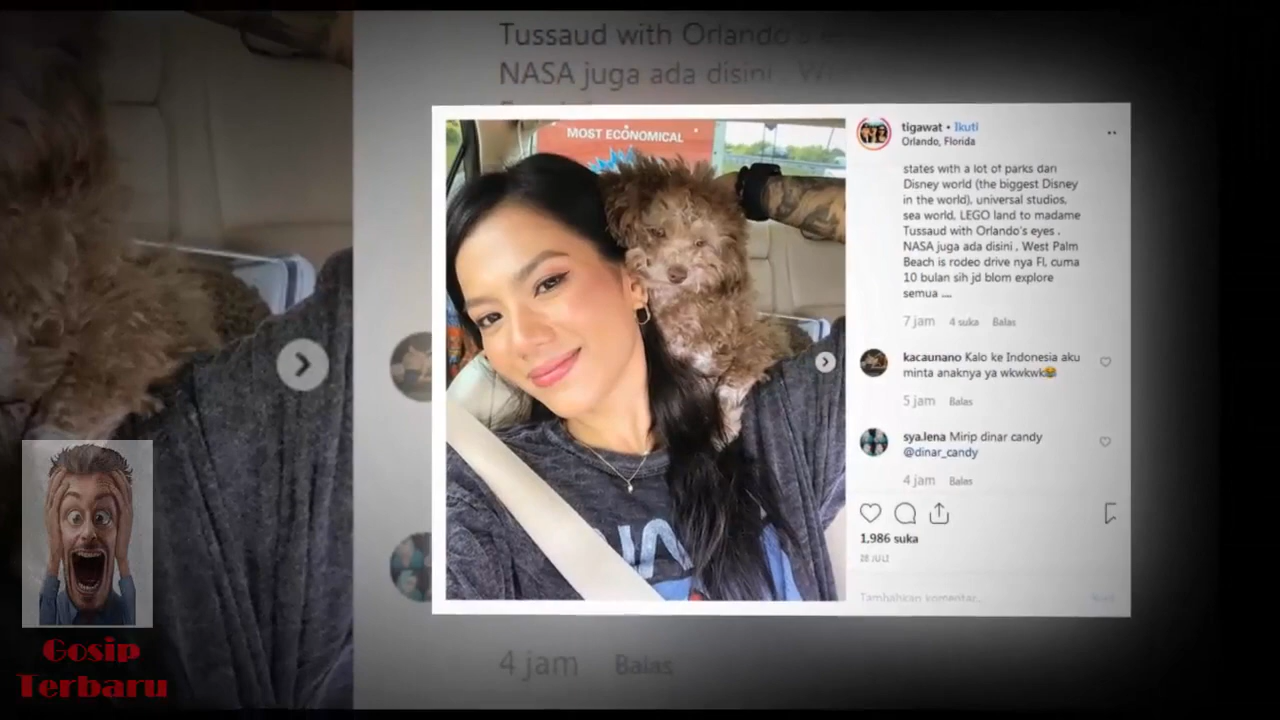 Tussaud with Orlando's
NASA juga ada disini . We
MOST ECONOMICAL
tigawat • Ikuti
Orlando, Florida
states with a lot of parks dari
Disney world (the biggest Disney
in the world), universal studios,
sea world, LEGO land to madame
Tussaud with Orlando's eyes .
NASA juga ada disini . West Palm
Beach is rodeo drive nya Fl, cuma
10 bulan sih jd blom explore
semua ....
7 jam 4 suka Balas
kacaunano Kalo ke Indonesia aku
minta anaknya ya wkwkwk😂
5 jam Balas
sya.lena Mirip dinar candy
@dinar_candy
4 jam Balas
1,986 suka
28 JULI
Tambahkan komentar...
4 jam Balas
Gosip
Terbaru